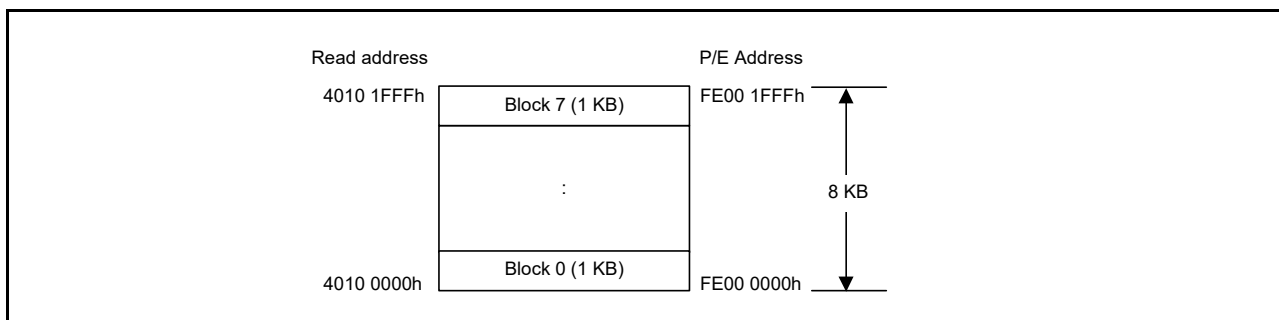 Read address P/E Address
4010 1FFFh Block 7 (1 KB) FE00 1FFFh
: 8 KB
4010 0000h Block 0 (1 KB) FE00 0000h